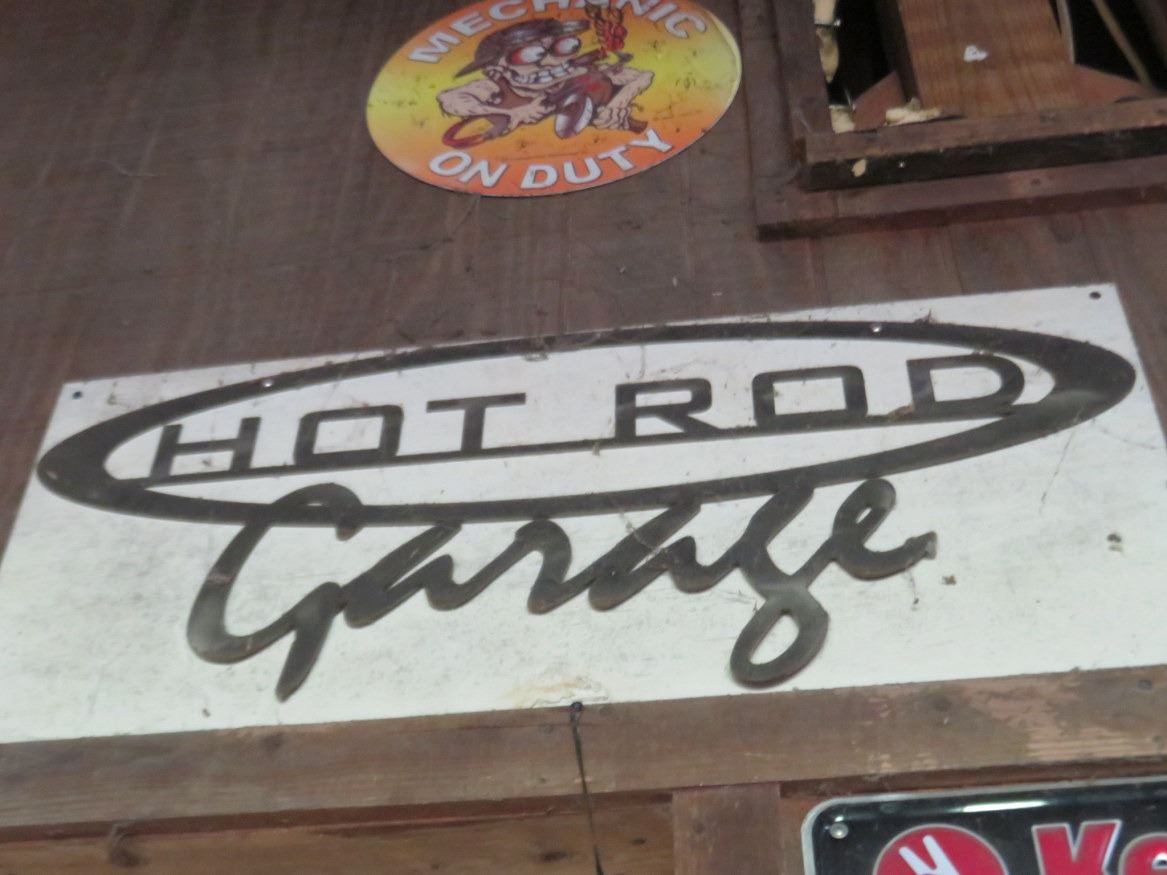 MECHANIC
ON DUTY
HOT ROD
Garage